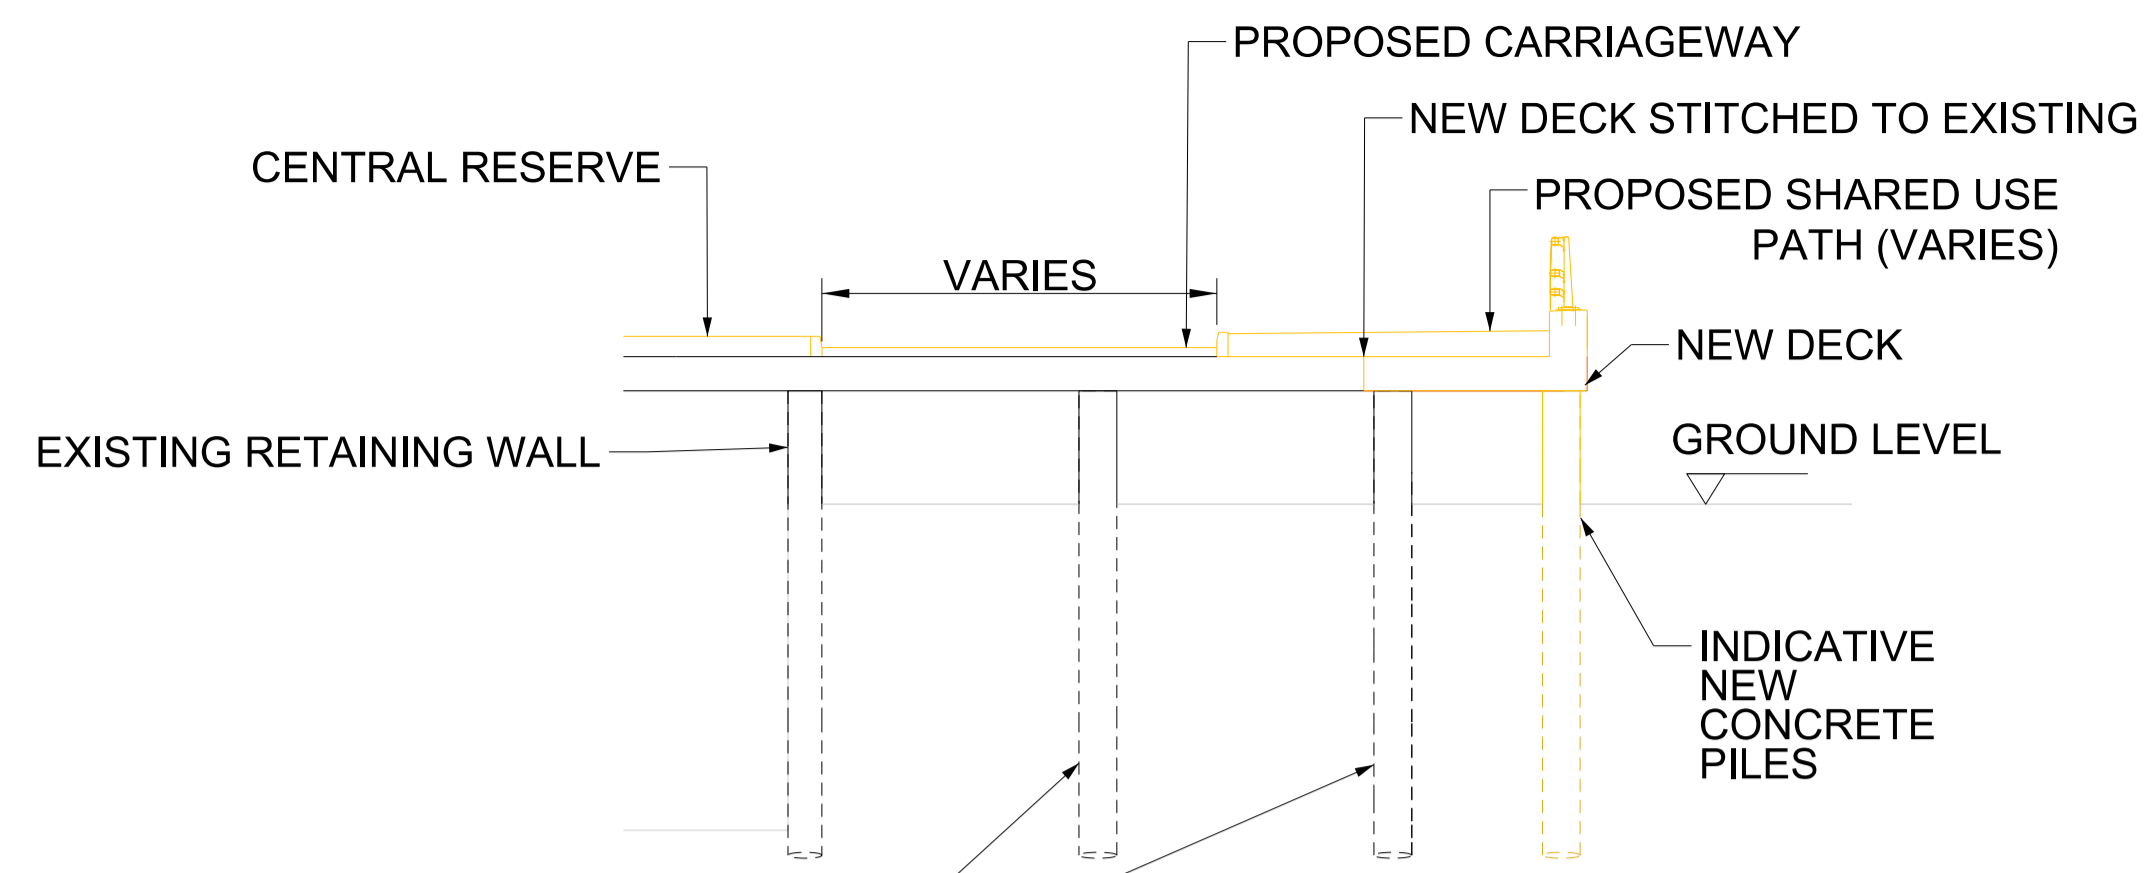 PROPOSED CARRIAGEWAY
NEW DECK STITCHED TO EXISTING
CENTRAL RESERVE
PROPOSED SHARED USE
PATH (VARIES)
VARIES
NEW DECK
EXISTING RETAINING WALL
GROUND LEVEL
INDICATIVE
NEW
CONCRETE
PILES